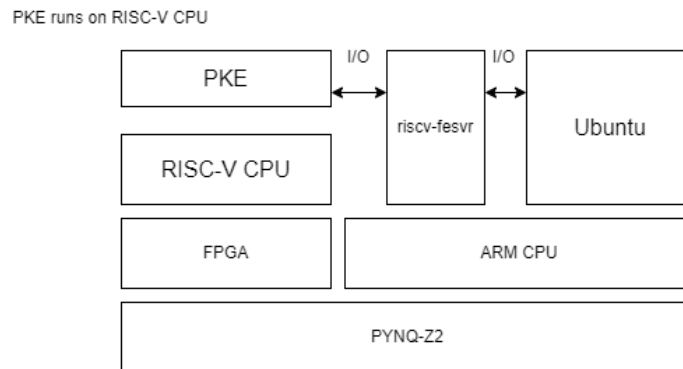 PKE runs on RISC-V CPU
I/O
I/O
PKE
riscv-fesvr
Ubuntu
RISC-V CPU
FPGA
ARM CPU
PYNQ-Z2